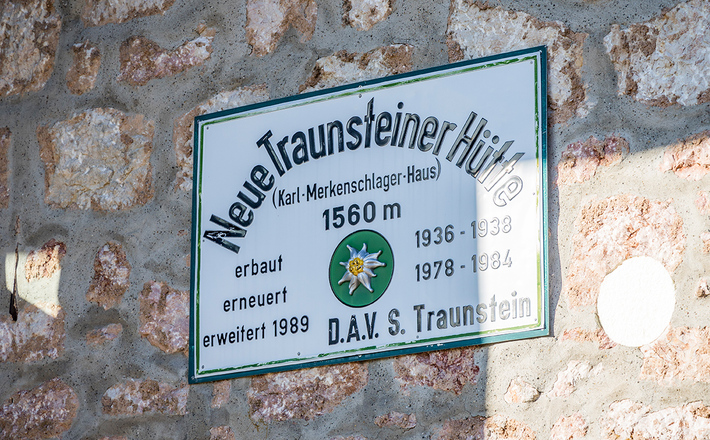 Neue Traunsteiner Hütte
(Karl-Merkenschlager-Haus)
1560 m
erbaut 1936 - 1938
erneuert 1978 - 1984
erweitert 1989
D.A.V. S. Traunstein